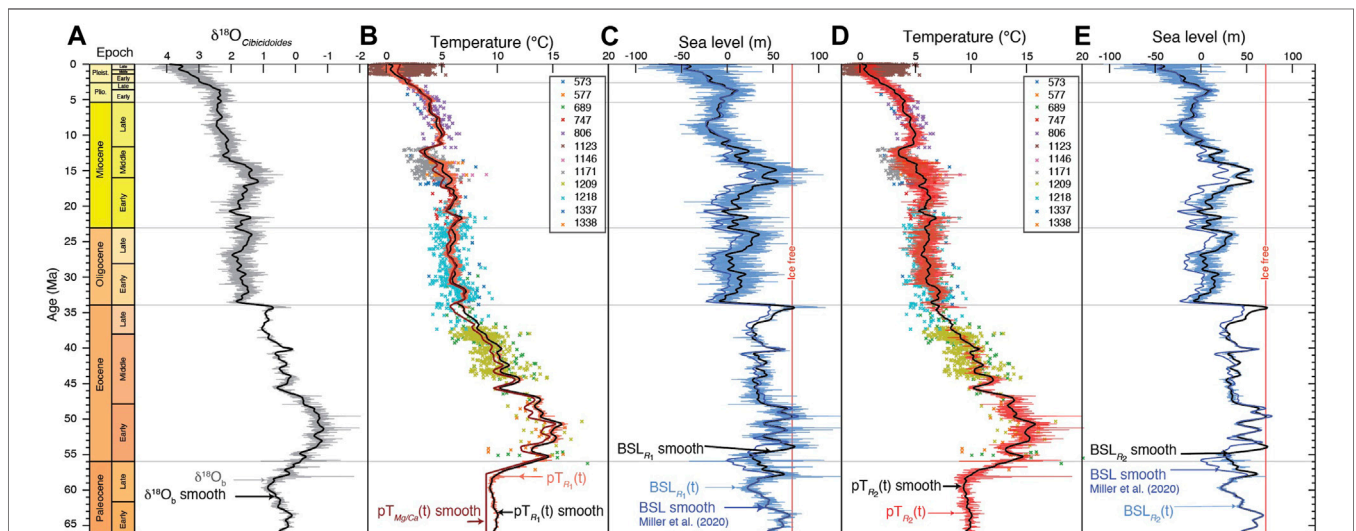 A
δ18O Cibicidoides
Epoch
4 3 2 1 0 -1 -2
Age (Ma)
0
5
10
15
20
25
30
35
40
45
50
55
60
65
Pleist.
Plio.
Miocene
Oligocene
Eocene
Paleocene
Late
Early
Late
Early
Late
Middle
Early
Late
Early
Late
Middle
Early
Late
Early
δ18Ob
δ18Ob smooth
B
Temperature (°C)
0 5 10 15 20
573
577
689
747
806
1123
1146
1171
1209
1218
1337
1338
pTR1(t)
pTMg/Ca(t) smooth
pTR1(t) smooth
C
Sea level (m)
-100 -50 0 50 100
Ice free
BSLR1 smooth
BSLR1(t)
BSL smooth
Miller et al. (2020)
D
Temperature (°C)
0 5 10 15 20
573
577
689
747
806
1123
1146
1171
1209
1218
1337
1338
pTR2(t) smooth
pTR2(t)
E
Sea level (m)
-100 -50 0 50 100
Ice free
BSLR2 smooth
BSL smooth
Miller et al. (2020)
BSLR2(t)